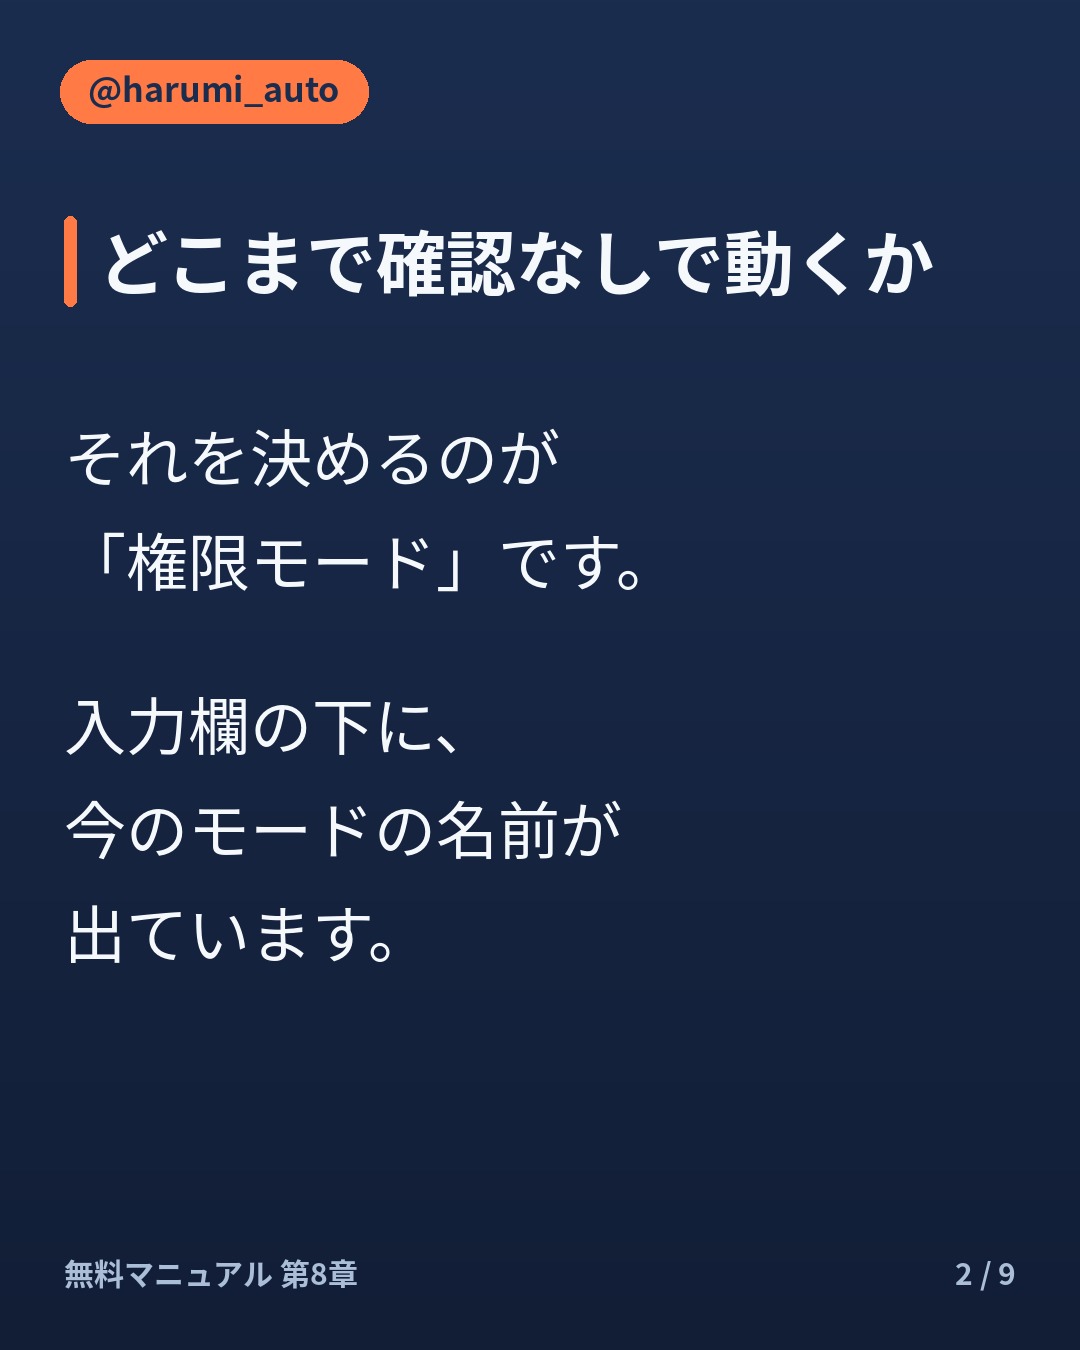 @harumi_auto
どこまで確認なしで動くか
それを決めるのが
「権限モード」です。
入力欄の下に、
今のモードの名前が
出ています。
無料マニュアル 第8章
2 / 9